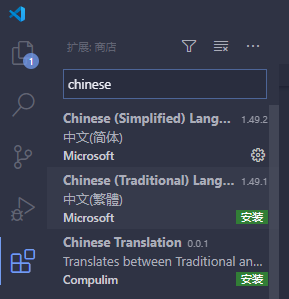 扩展: 商店
1
chinese
Chinese (Simplified) Lang... 1.49.2
中文(简体)
Microsoft
Chinese (Traditional) Lang... 1.49.1
中文(繁體)
Microsoft 安装
Chinese Translation 0.0.1
Translates between Traditional an...
Compulim 安装